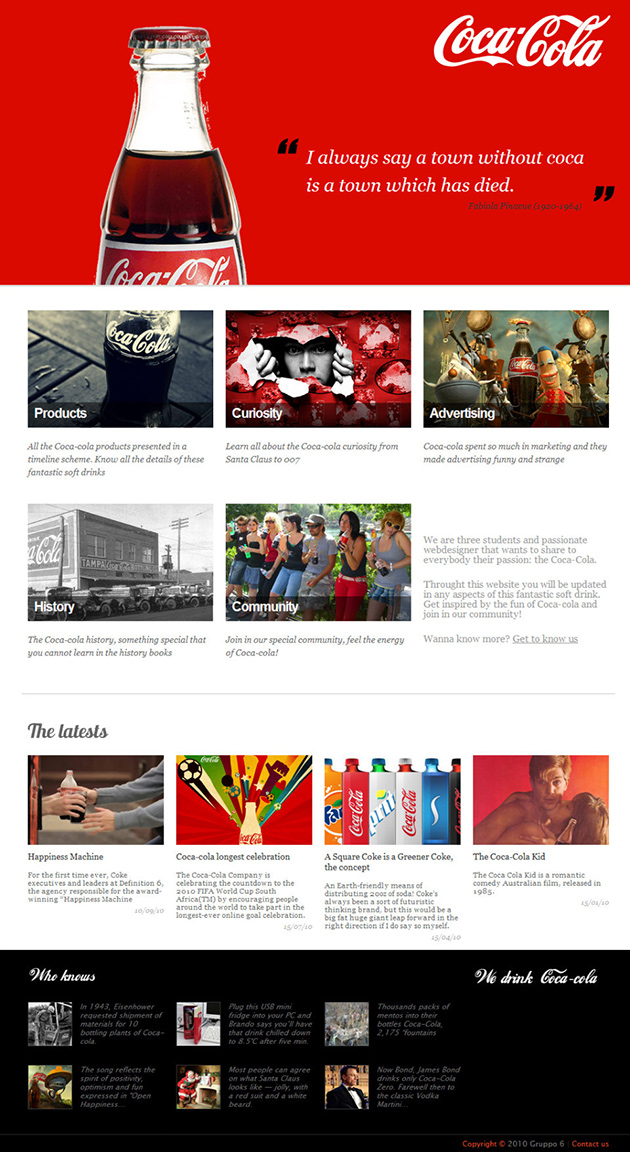 Coca-Cola
“ I always say a town without coca
is a town which has died. ”
(1920-1964)
Coca-Cola
Coca-Cola
Products
Curiosity
Advertising
All the Coca-cola products presented in a
timeline scheme. Know all the details of these
fantastic soft drinks
Learn all about the Coca-cola curiosity from
Santa Claus to 007
Coca-cola spent so much in marketing and they
made advertising funny and strange
TAMPA
History
Community
The Coca-cola history, something special that
you cannot learn in the history books
Join in our special community, feel the energy
of Coca-cola!
We are three students and passionate
webdesigner that wants to share to
everybody their passion: the Coca-Cola.
Throught this website you will be updated
in any aspects of this fantastic soft drink.
Get inspired by the fun of Coca-cola and
join in our community!
Wanna know more? Get to know us
The latests
Happiness Machine
For the first time ever, Coke
executives and leaders at Definition 6,
the agency responsible for the award-
winning "Happiness Machine
10/09/10
Coca-cola longest celebration
The Coca-Cola Company is
celebrating the countdown to the
2010 FIFA World Cup South
Africa(TM) by encouraging people
around the world to take part in the
longest-ever online goal celebration.
15/07/10
A Square Coke is a Greener Coke,
the concept
An Earth-friendly means of
distributing 20oz of soda! Coke's
always been a sort of futuristic
thinking brand, but this would be a
big fat huge giant leap forward in the
right direction if I do say so myself.
15/04/10
The Coca-Cola Kid
The Coca Cola Kid is a romantic
comedy Australian film, released in
1985.
15/01/10
Who knows
We drink Coca-cola
In 1943, Eisenhower
requested shipment of
materials for 10
bottling plants of Coca-
cola.
Plug this USB mini
fridge into your PC and
Brando says you'll have
that drink chilled down
to 8.5°C after five min.
Thousands packs of
mentos into their
bottles Coca-Cola,
2,175 "fountains
The song reflects the
spirit of positivity,
optimism and fun
expressed in "Open
Happiness...
Most people can agree
on what Santa Claus
looks like — jolly, with
a red suit and a white
beard.
Now Bond, James Bond
drinks only Coca-Cola
Zero. Farewell then to
the classic Vodka
Martini...
Copyright © 2010 Gruppo 6 | Contact us